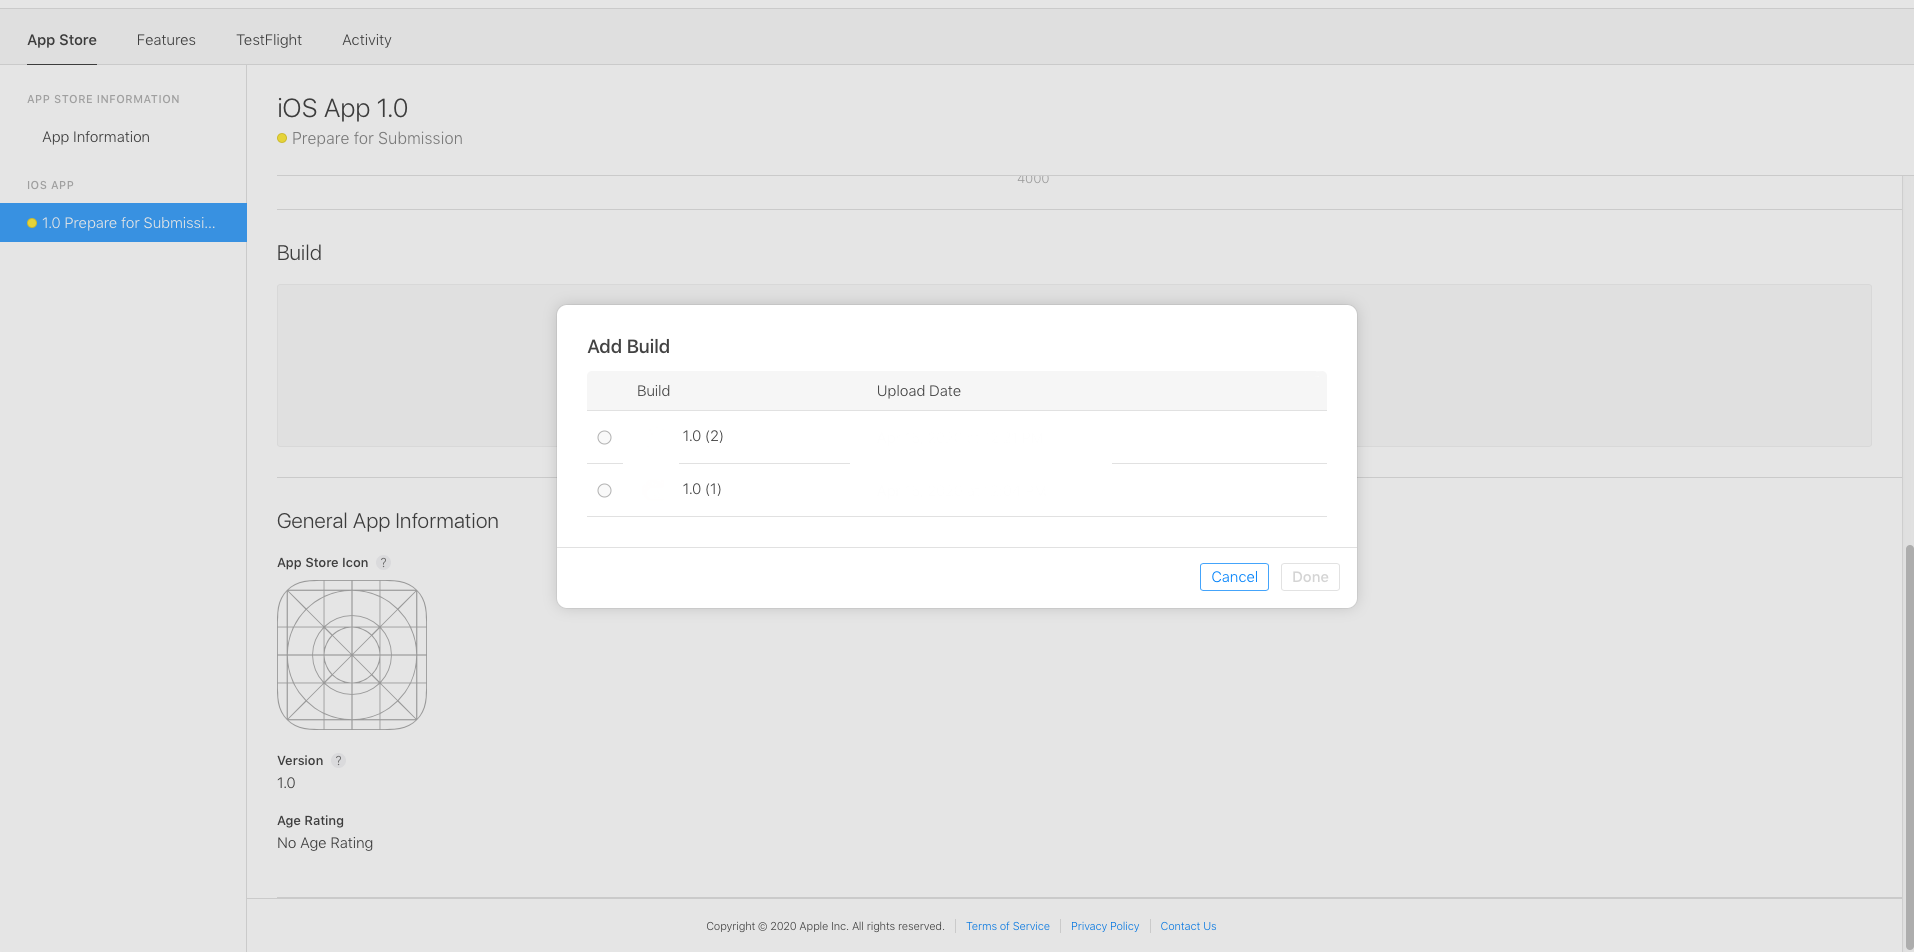 App Store Features TestFlight Activity
APP STORE INFORMATION
App Information
IOS APP
1.0 Prepare for Submissi...
iOS App 1.0
Prepare for Submission
4000
Build
Add Build
Build Upload Date
1.0 (2)
1.0 (1)
Cancel Done
General App Information
App Store Icon ?
Version ?
1.0
Age Rating
No Age Rating
Copyright © 2020 Apple Inc. All rights reserved. Terms of Service Privacy Policy Contact Us